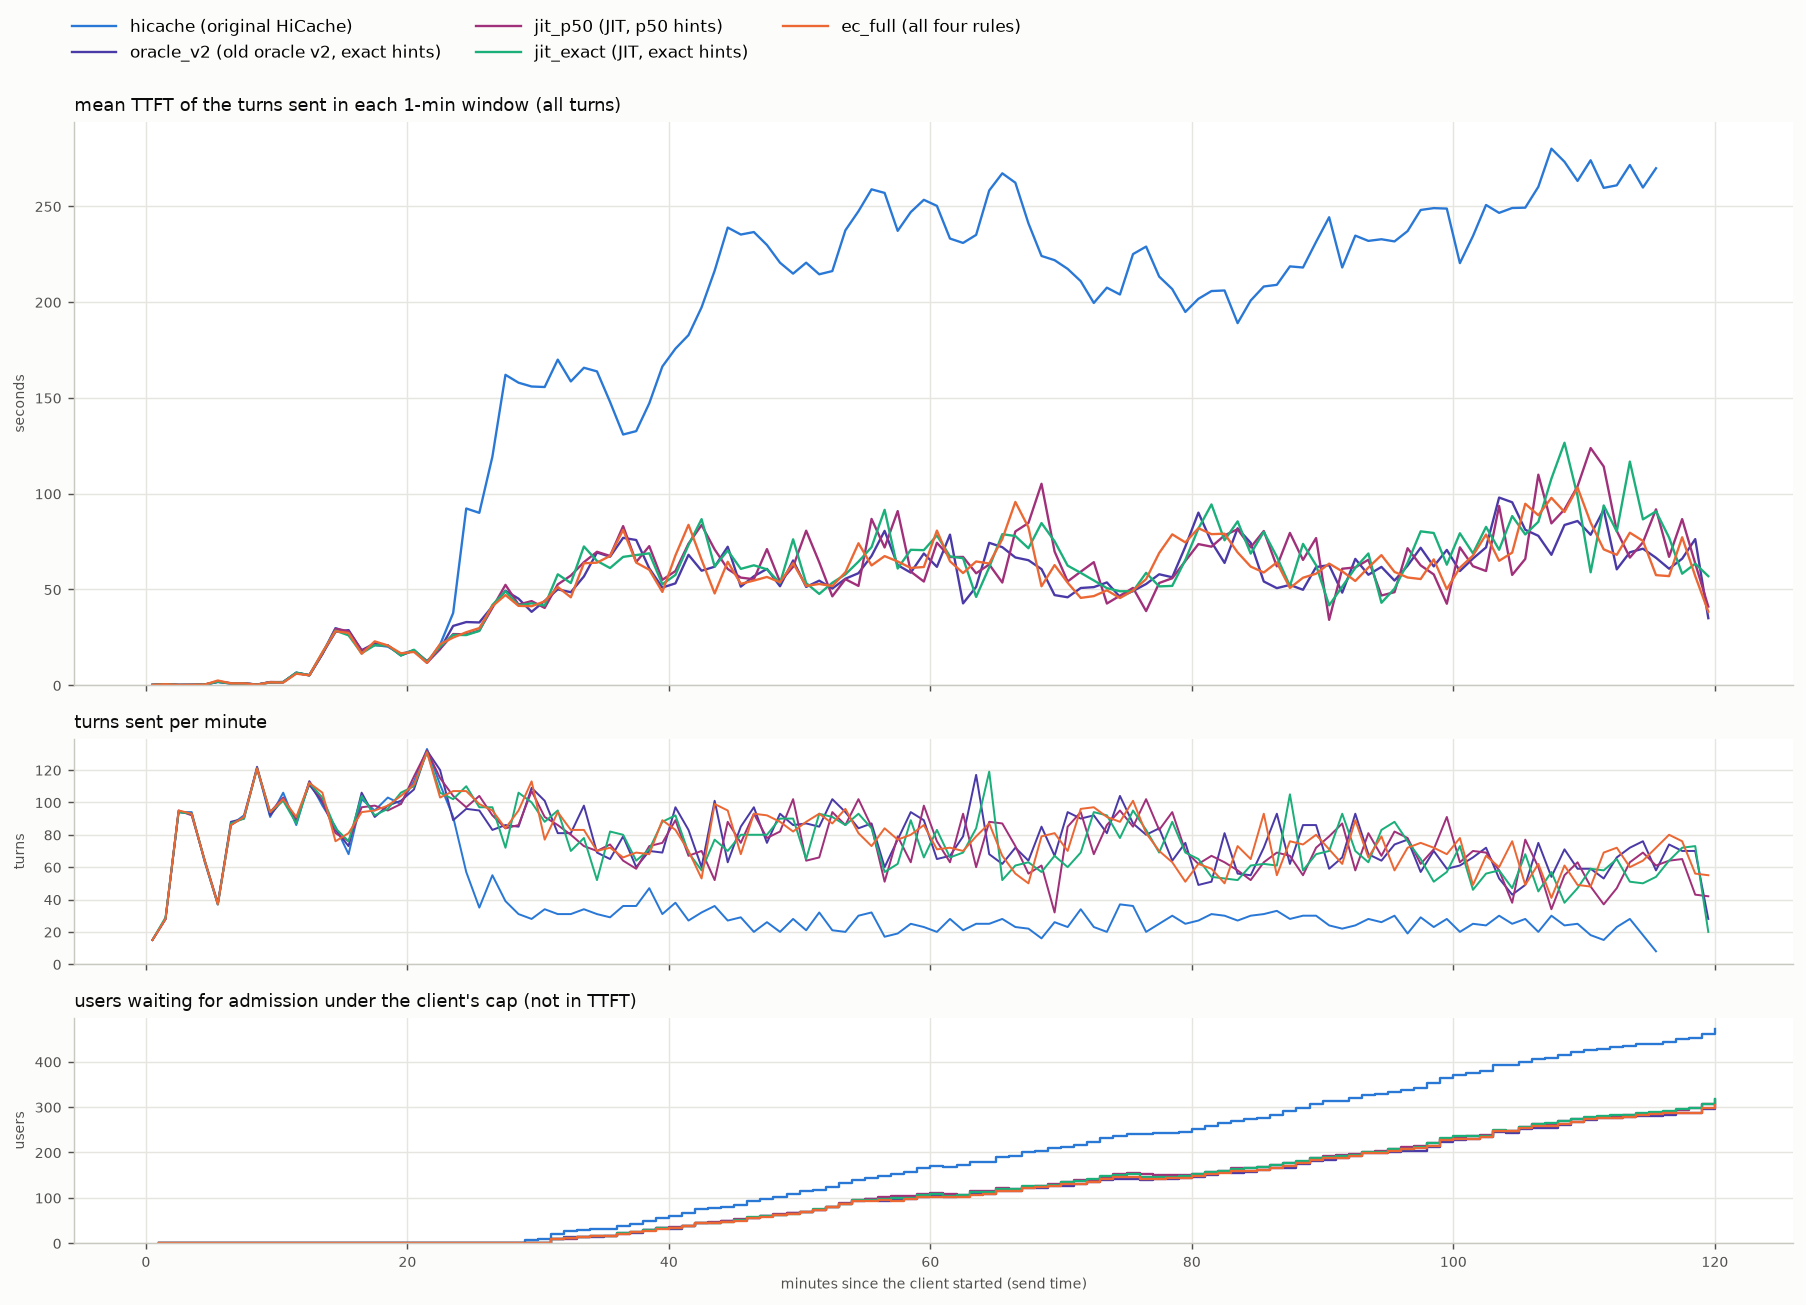 hicache (original HiCache)
oracle_v2 (old oracle v2, exact hints)
jit_p50 (JIT, p50 hints)
jit_exact (JIT, exact hints)
ec_full (all four rules)
mean TTFT of the turns sent in each 1-min window (all turns)
250
200
150
100
50
0
seconds
turns sent per minute
120
100
80
60
40
20
0
turns
users waiting for admission under the client's cap (not in TTFT)
400
300
200
100
0
users
0 20 40 60 80 100 120
minutes since the client started (send time)